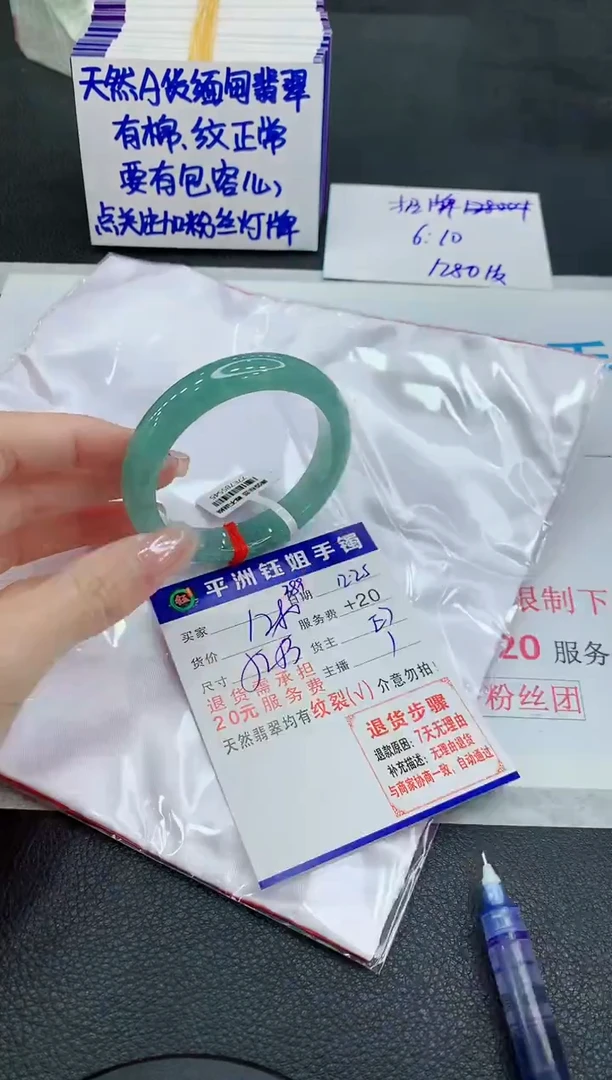 天然A货缅甸翡翠
有棉、纹正常
要有包容心
点关注加粉丝灯牌
6:10
平洲钰姐手镯
钰
日期 12.25
买家
服务费 +20
货价
货主
尺寸
主播 1
退货需承担
20元服务费
天然翡翠均有纹裂(√)介意勿拍!
退货步骤
退款原因: 7天无理由
补充描述: 无理由退货
与商家协商一致, 自动通过
限制下
20 服务
粉丝团